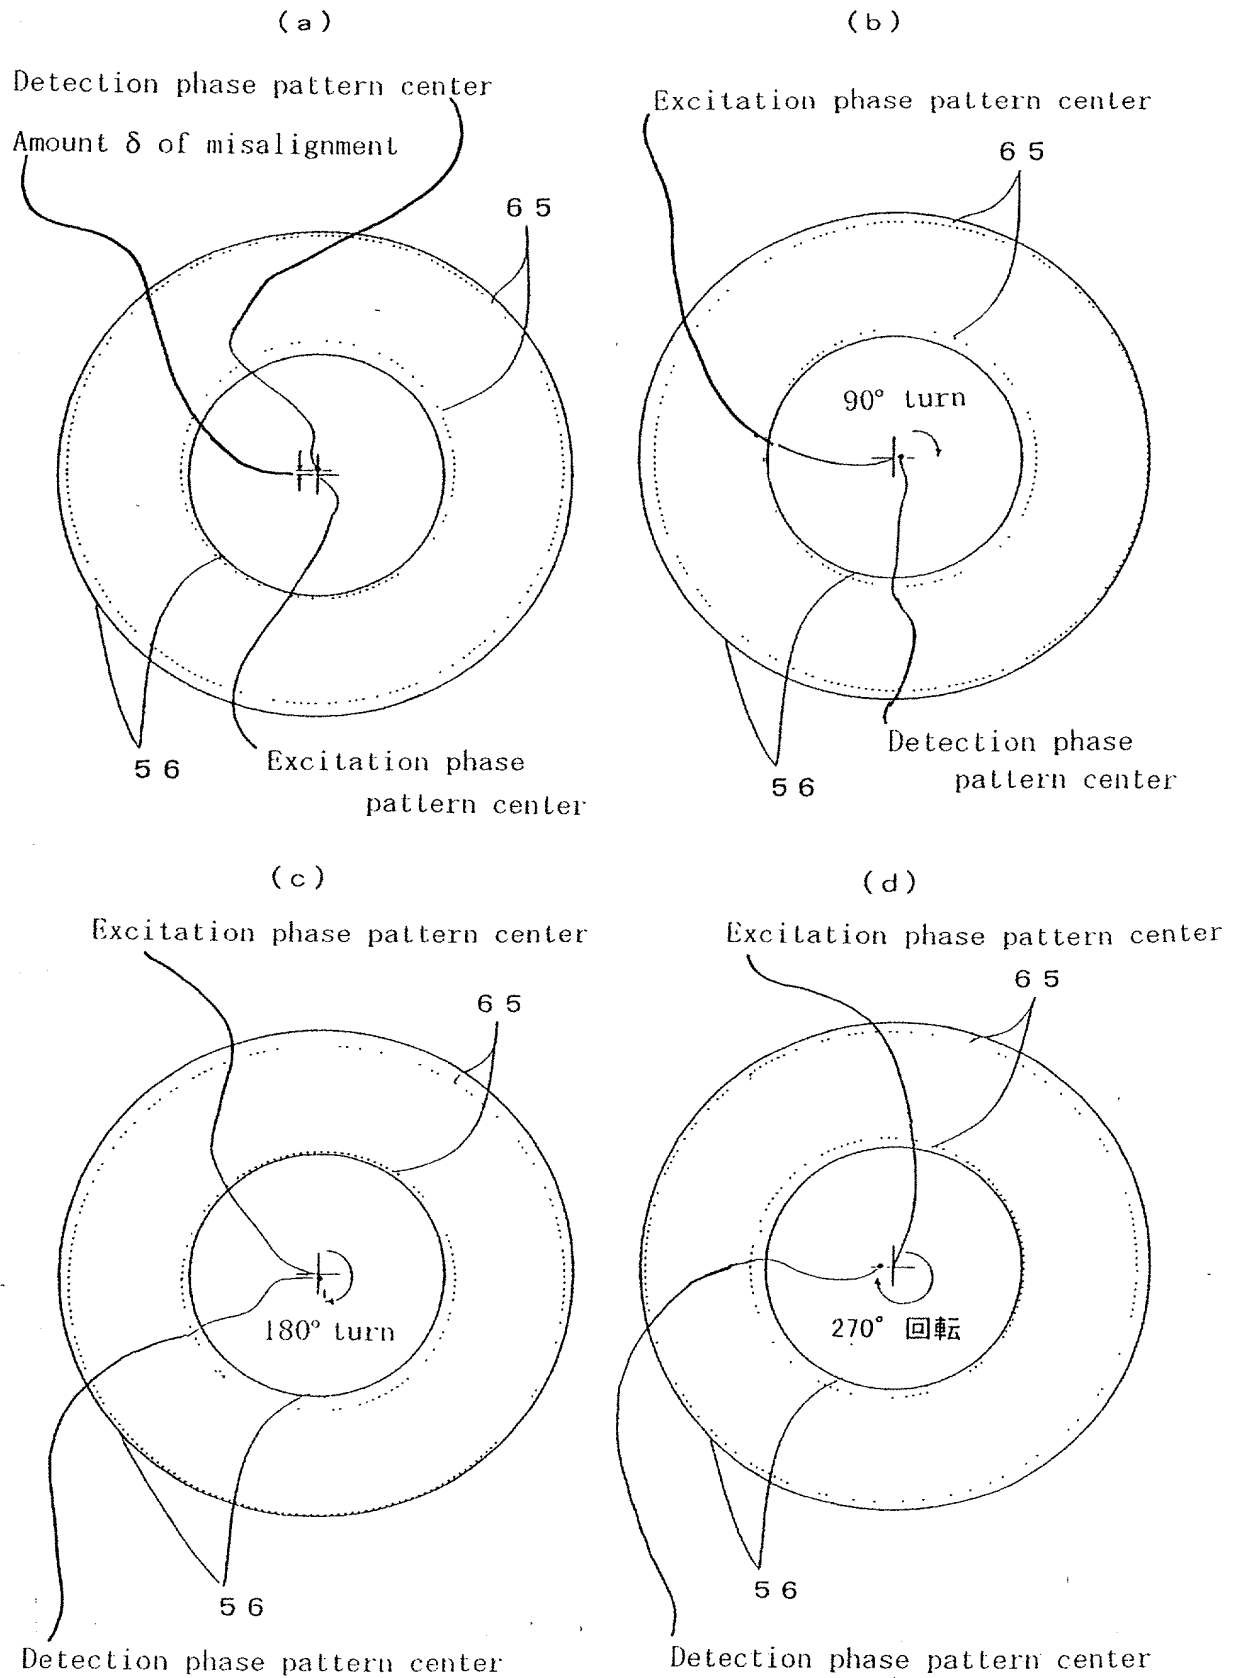 (a)
Detection phase pattern center
Amount δ of misalignment
65
56
Excitation phase
pattern center
(b)
Excitation phase pattern center
65
90° turn
56
Detection phase
pattern center
(c)
Excitation phase pattern center
65
180° turn
56
Detection phase pattern center
(d)
Excitation phase pattern center
65
270° 回転
56
Detection phase pattern center